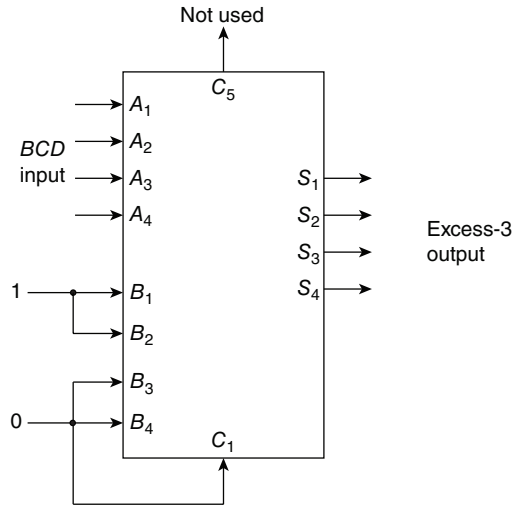 Not used
C5
A1
A2
BCD
input
A3
A4
S1
S2
S3
S4
Excess-3
output
1
B1
B2
B3
0
B4
C1